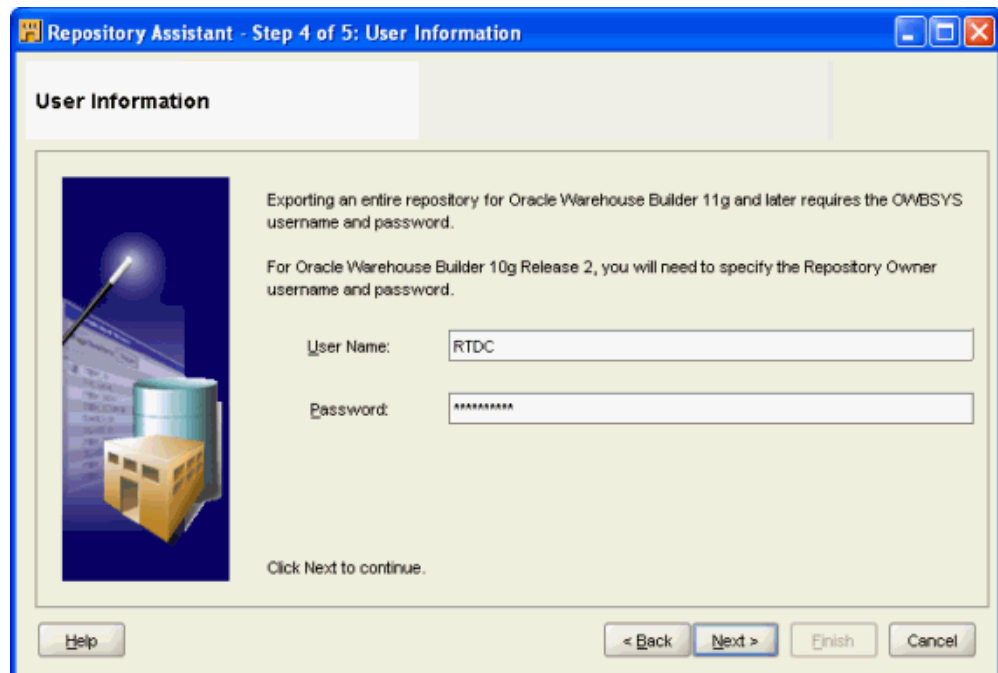 Repository Assistant - Step 4 of 5: User Information
User Information
Exporting an entire repository for Oracle Warehouse Builder 11g and later requires the OWBSYS
username and password.
For Oracle Warehouse Builder 10g Release 2, you will need to specify the Repository Owner
username and password.
User Name: RTDC
Password: **********
Click Next to continue.
Help < Back Next > Finish Cancel